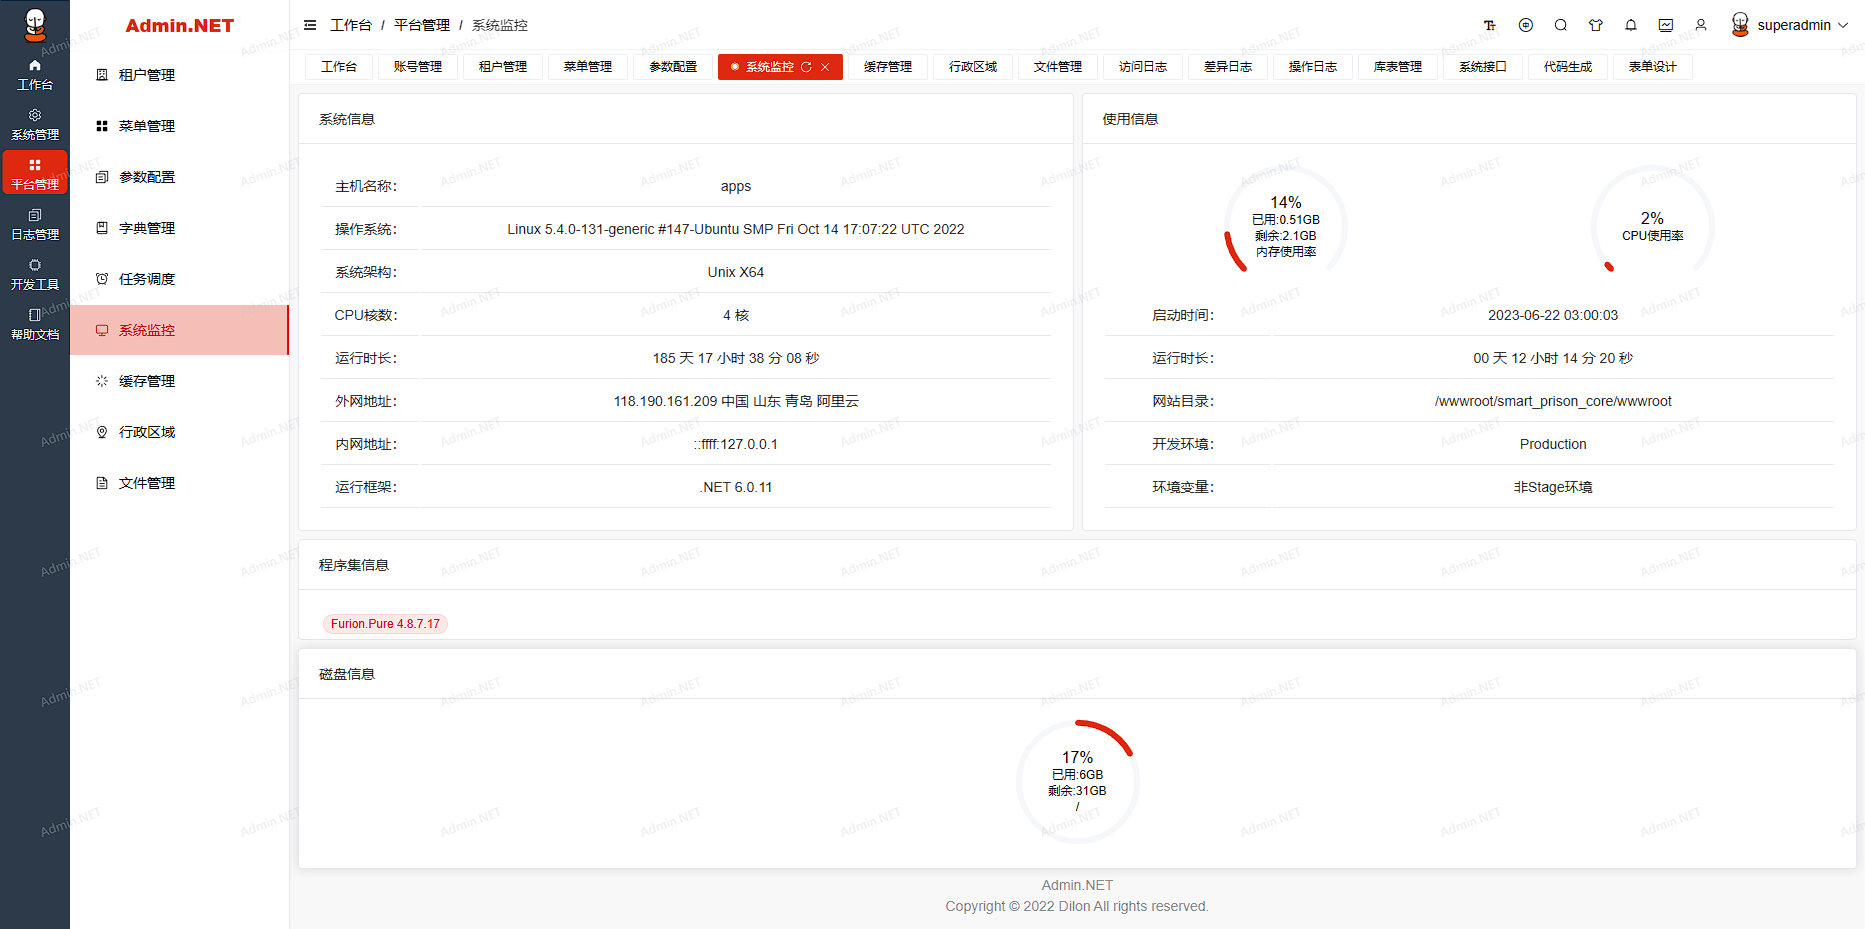 Admin.NET
工作台
系统管理
平台管理
日志管理
开发工具
帮助文档
租户管理
菜单管理
参数配置
字典管理
任务调度
系统监控
缓存管理
行政区域
文件管理
工作台 / 平台管理 / 系统监控
superadmin
工作台 账号管理 租户管理 菜单管理 参数配置 系统监控 缓存管理 行政区域 文件管理 访问日志 差异日志 操作日志 库表管理 系统接口 代码生成 表单设计
系统信息
主机名称: apps
操作系统: Linux 5.4.0-131-generic #147-Ubuntu SMP Fri Oct 14 17:07:22 UTC 2022
系统架构: Unix X64
CPU核数: 4 核
运行时长: 185 天 17 小时 38 分 08 秒
外网地址: 118.190.161.209 中国 山东 青岛 阿里云
内网地址: ::ffff:127.0.0.1
运行框架: .NET 6.0.11
使用信息
14%
已用:0.51GB
剩余:2.1GB
内存使用率
2%
CPU使用率
启动时间: 2023-06-22 03:00:03
运行时长: 00 天 12 小时 14 分 20 秒
网站目录: /wwwroot/smart_prison_core/wwwroot
开发环境: Production
环境变量: 非Stage环境
程序集信息
Furion.Pure 4.8.7.17
磁盘信息
17%
已用:6GB
剩余:31GB
/
Admin.NET
Copyright © 2022 Dilon All rights reserved.